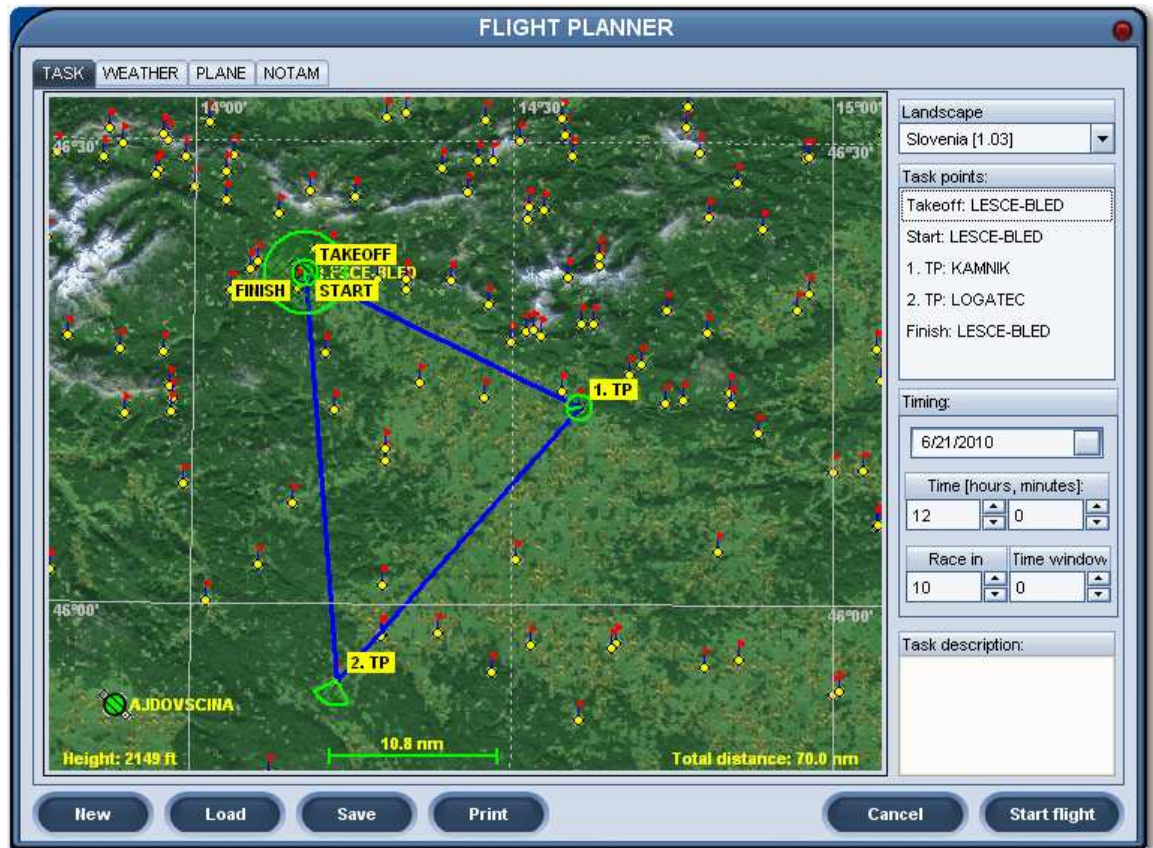 FLIGHT PLANNER
TASK WEATHER PLANE NOTAM
14°00' 14°30' 15°00'
46°30' 46°30'
TAKEOFF
LESCE-BLED
FINISH START
1. TP
46°00' 46°00'
2. TP
AJDOVSCINA
Height: 2149 ft 10.8 nm Total distance: 70.0 nm
Landscape
Slovenia [1.03]
Task points:
Takeoff: LESCE-BLED
Start: LESCE-BLED
1. TP: KAMNIK
2. TP: LOGATEC
Finish: LESCE-BLED
Timing:
6/21/2010
Time [hours, minutes]:
12 0
Race in Time window
10 0
Task description:
New Load Save Print Cancel Start flight